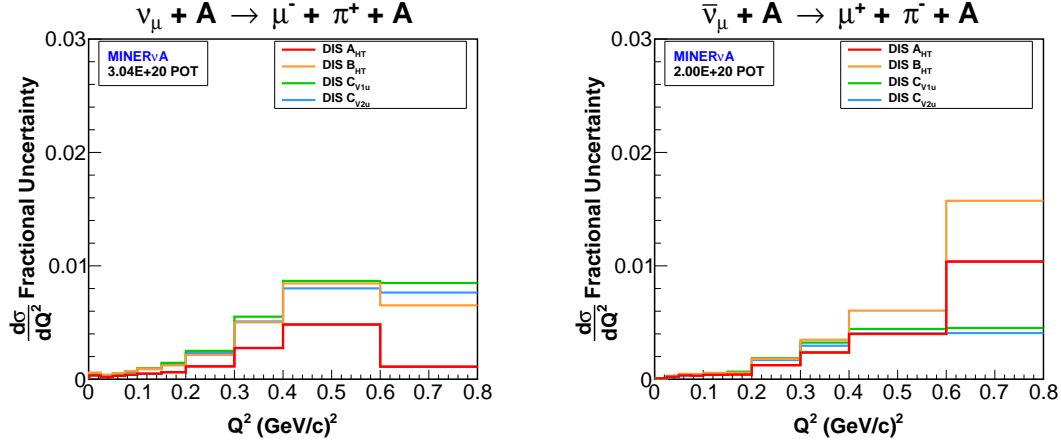 ν_μ + A → μ⁻ + π⁺ + A
MINERνA
3.04E+20 POT
DIS A_HT
DIS B_HT
DIS C_V1u
DIS C_V2u
dσ/dQ² Fractional Uncertainty
0.03
0.02
0.01
0
0 0.1 0.2 0.3 0.4 0.5 0.6 0.7 0.8
Q² (GeV/c)²
ν̅_μ + A → μ⁺ + π⁻ + A
MINERνA
2.00E+20 POT
DIS A_HT
DIS B_HT
DIS C_V1u
DIS C_V2u
dσ/dQ² Fractional Uncertainty
0.03
0.02
0.01
0
0 0.1 0.2 0.3 0.4 0.5 0.6 0.7 0.8
Q² (GeV/c)²